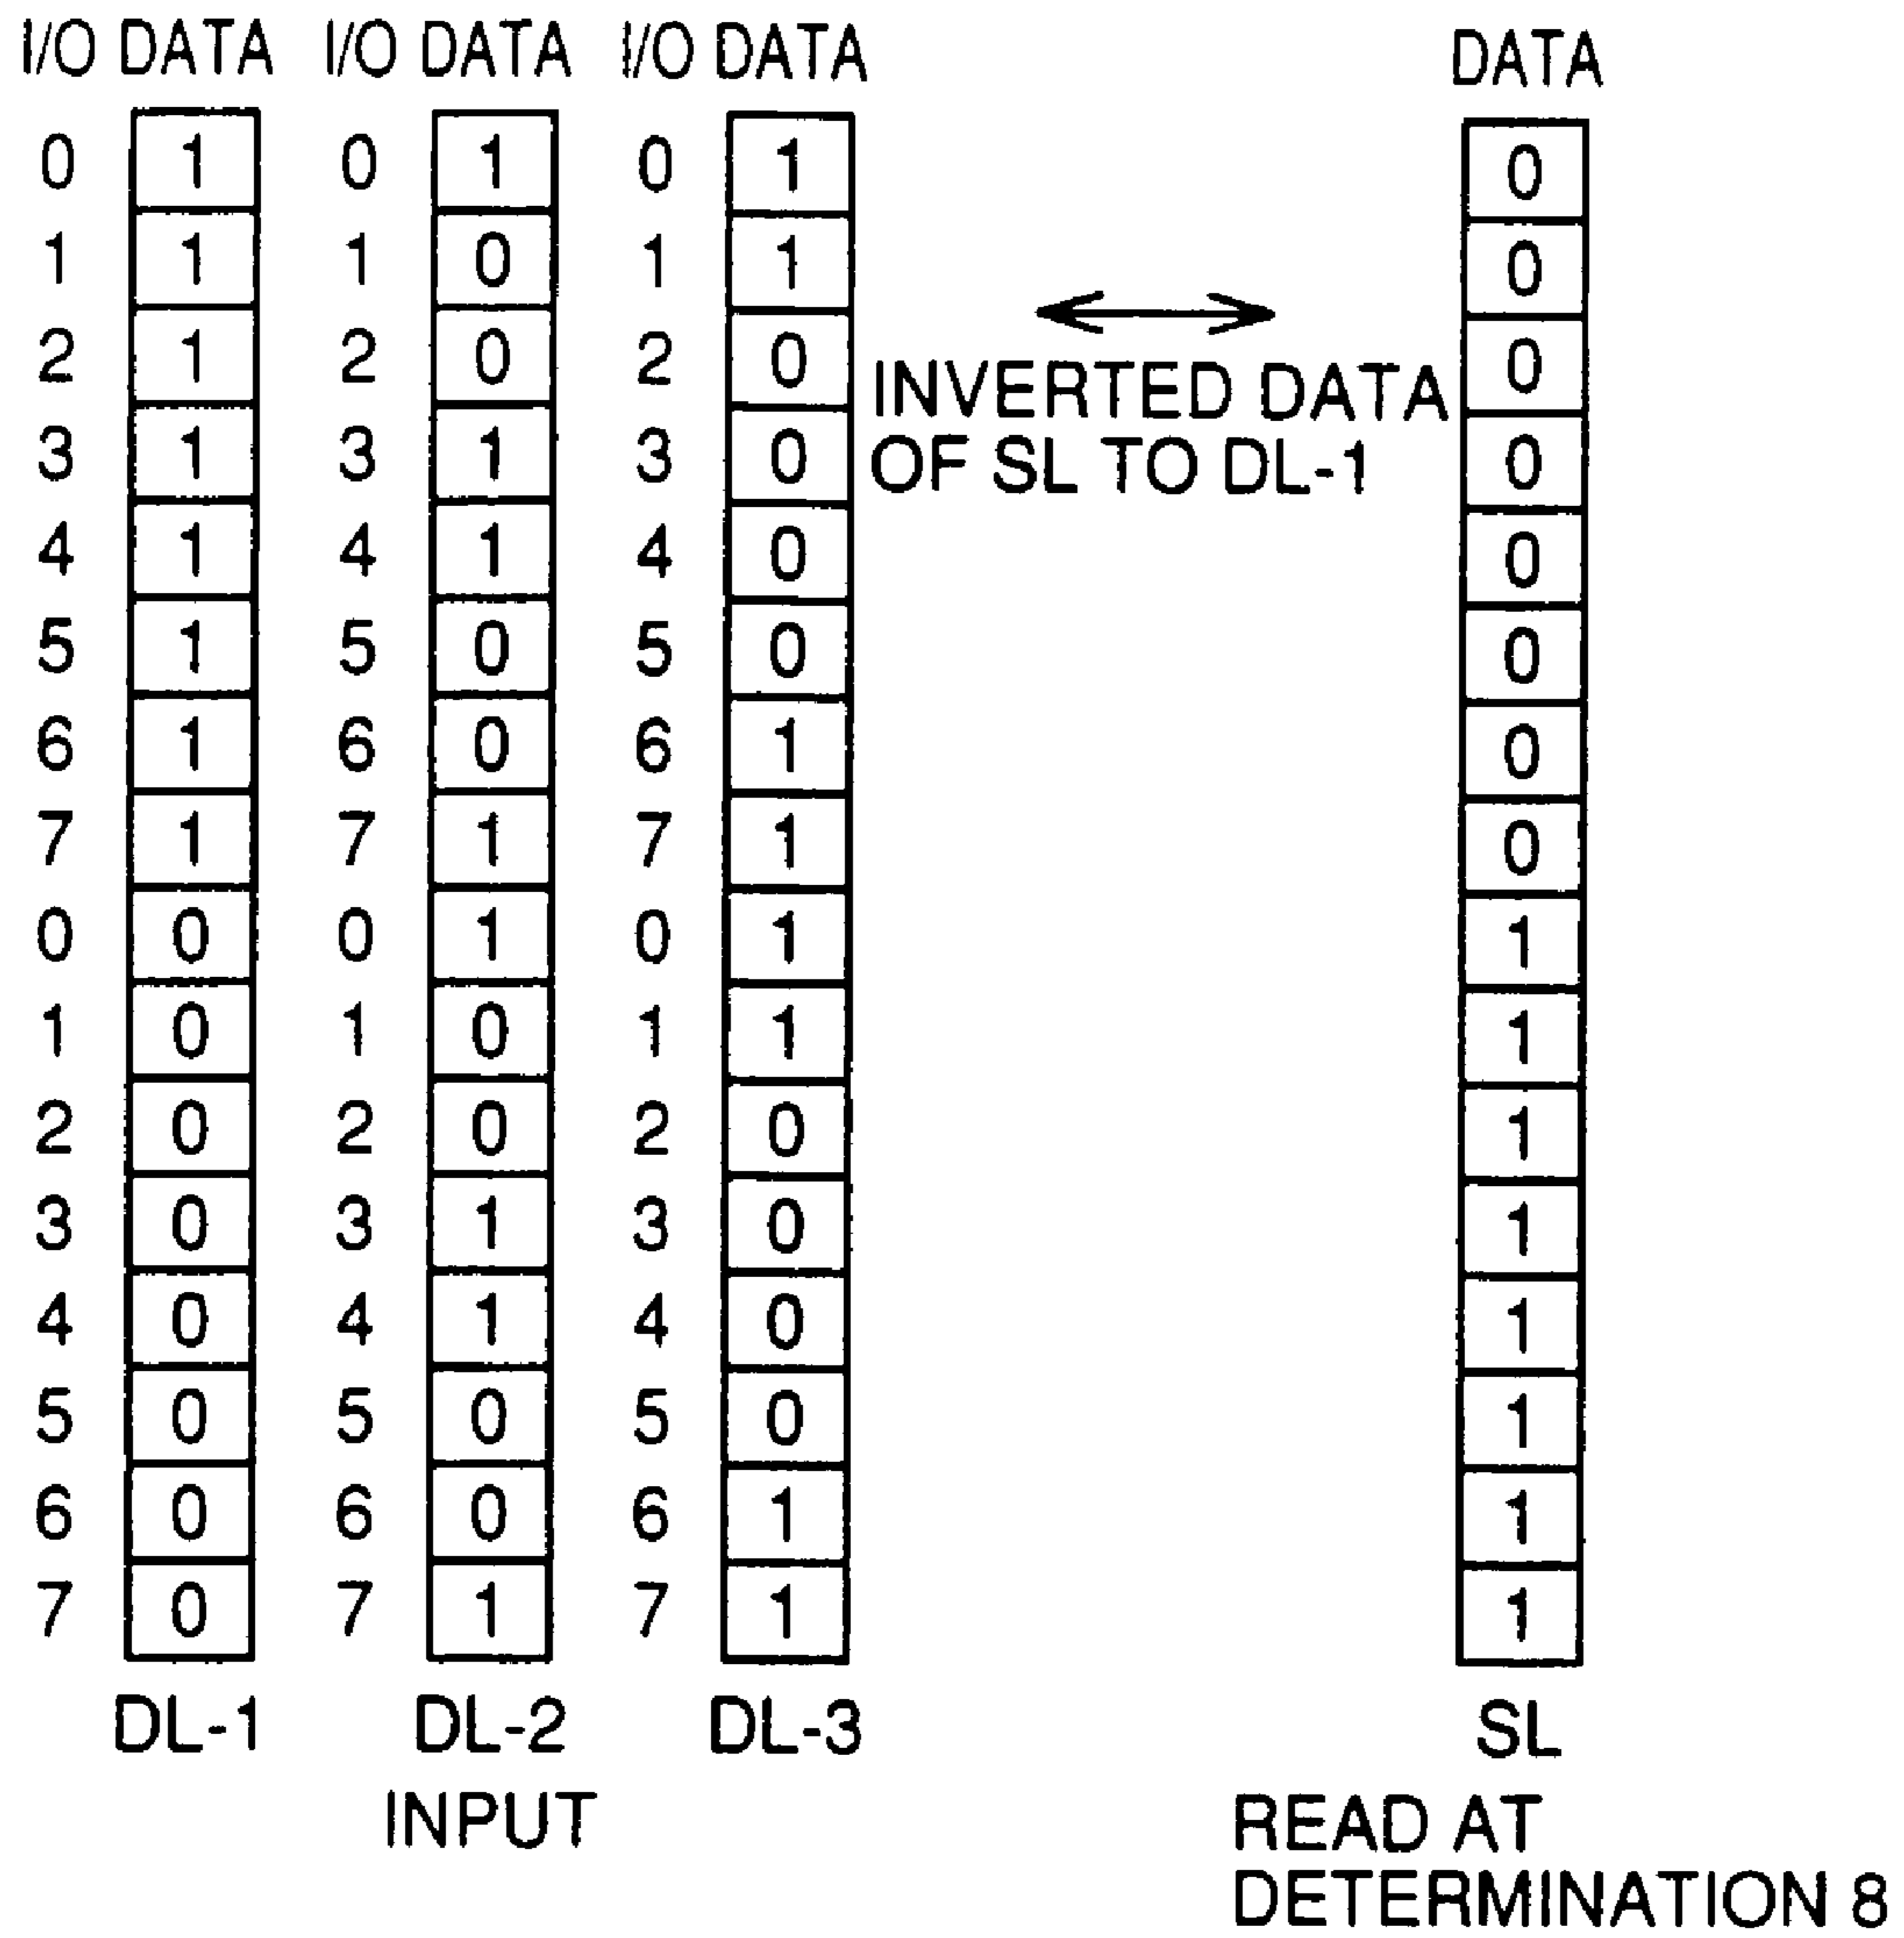 I/O DATA I/O DATA I/O DATA DATA
0 1 0 1 0 1 0
1 1 1 0 1 1 0
2 1 2 0 2 0 0
INVERTED DATA
OF SL TO DL-1
3 1 3 1 3 0 0
4 1 4 1 4 0 0
5 1 5 0 5 0 0
6 1 6 0 6 1 0
7 1 7 1 7 1 0
0 0 0 1 0 1 1
1 0 1 0 1 1 1
2 0 2 0 2 0 1
3 0 3 1 3 0 1
4 0 4 1 4 0 1
5 0 5 0 5 0 1
6 0 6 0 6 1 1
7 0 7 1 7 1 1
DL-1 DL-2 DL-3 SL
INPUT
READ AT
DETERMINATION 8